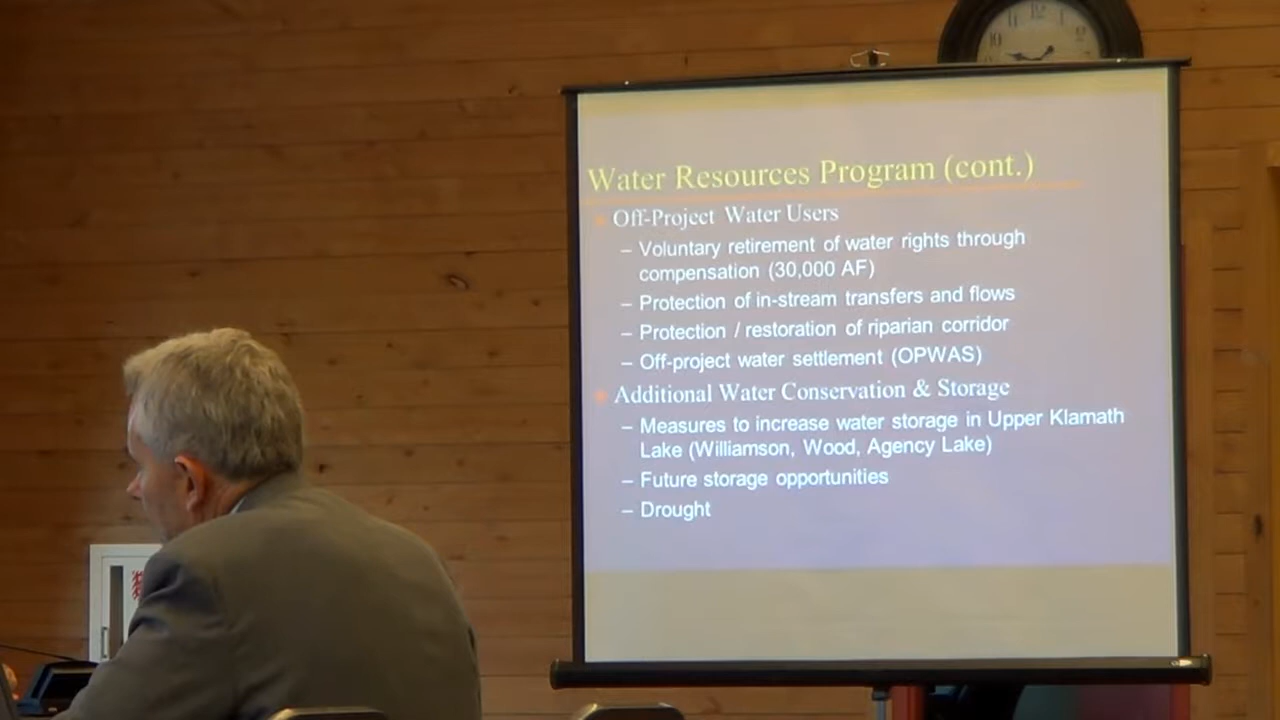 12
10
Water Resources Program (cont.)
Off-Project Water Users
– Voluntary retirement of water rights through
compensation (30,000 AF)
– Protection of in-stream transfers and flows
– Protection / restoration of riparian corridor
– Off-project water settlement (OPWAS)
Additional Water Conservation & Storage
– Measures to increase water storage in Upper Klamath
Lake (Williamson, Wood, Agency Lake)
– Future storage opportunities
– Drought